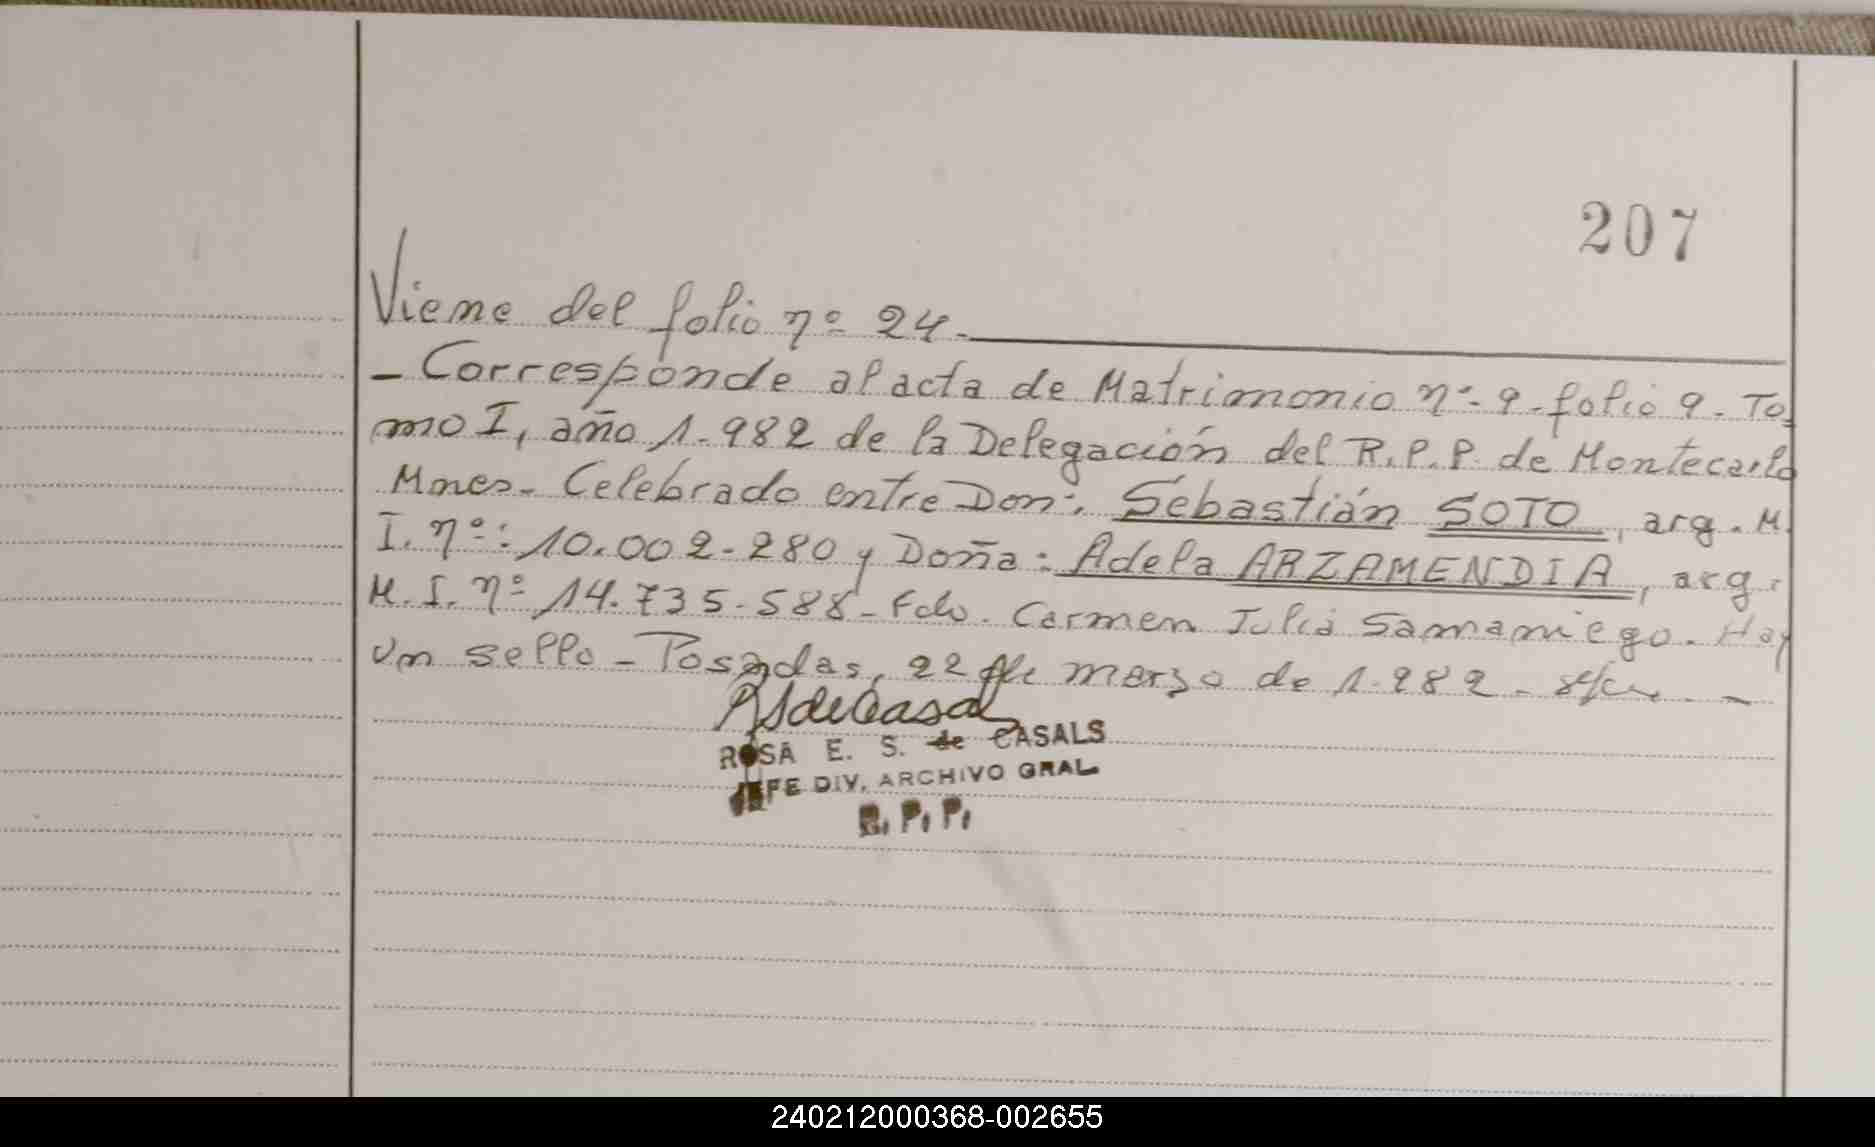 207
Viene del folio nº 24.
- Corresponde al acta de Matrimonio nº 9. folio 9. To-
mo I, año 1.982 de la Delegación del R.P.P. de Montecarlo
Mnes. Celebrado entre Don: Sebastián SOTO, arg. M.
I. nº: 10.002.280 y Doña: Adela ARZAMENDIA, arg.
M.I. nº 14.735.588 - Fdo. Carmen Julia Samaniego. Hay
un sello - Posadas, 22 de marzo de 1.982 -
ROSA E. S. de CASALS
JEFE DIV. ARCHIVO GRAL
R. P. P.
240212000368-002655